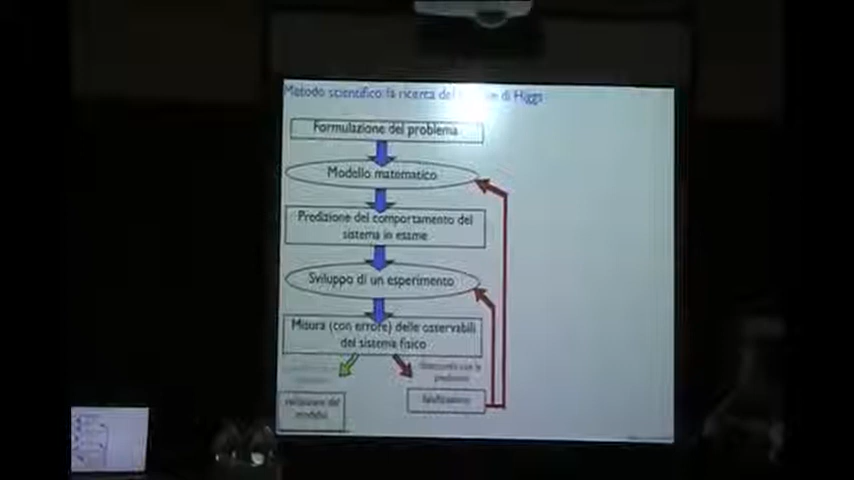 Metodo scientifico: la ricerca del di Higgs
Formulazione del problema
Modello matematico
Predizione del comportamento del
sistema in esame
Sviluppo di un esperimento
Misura (con errore) delle osservabili
del sistema fisico
validazione del
modello